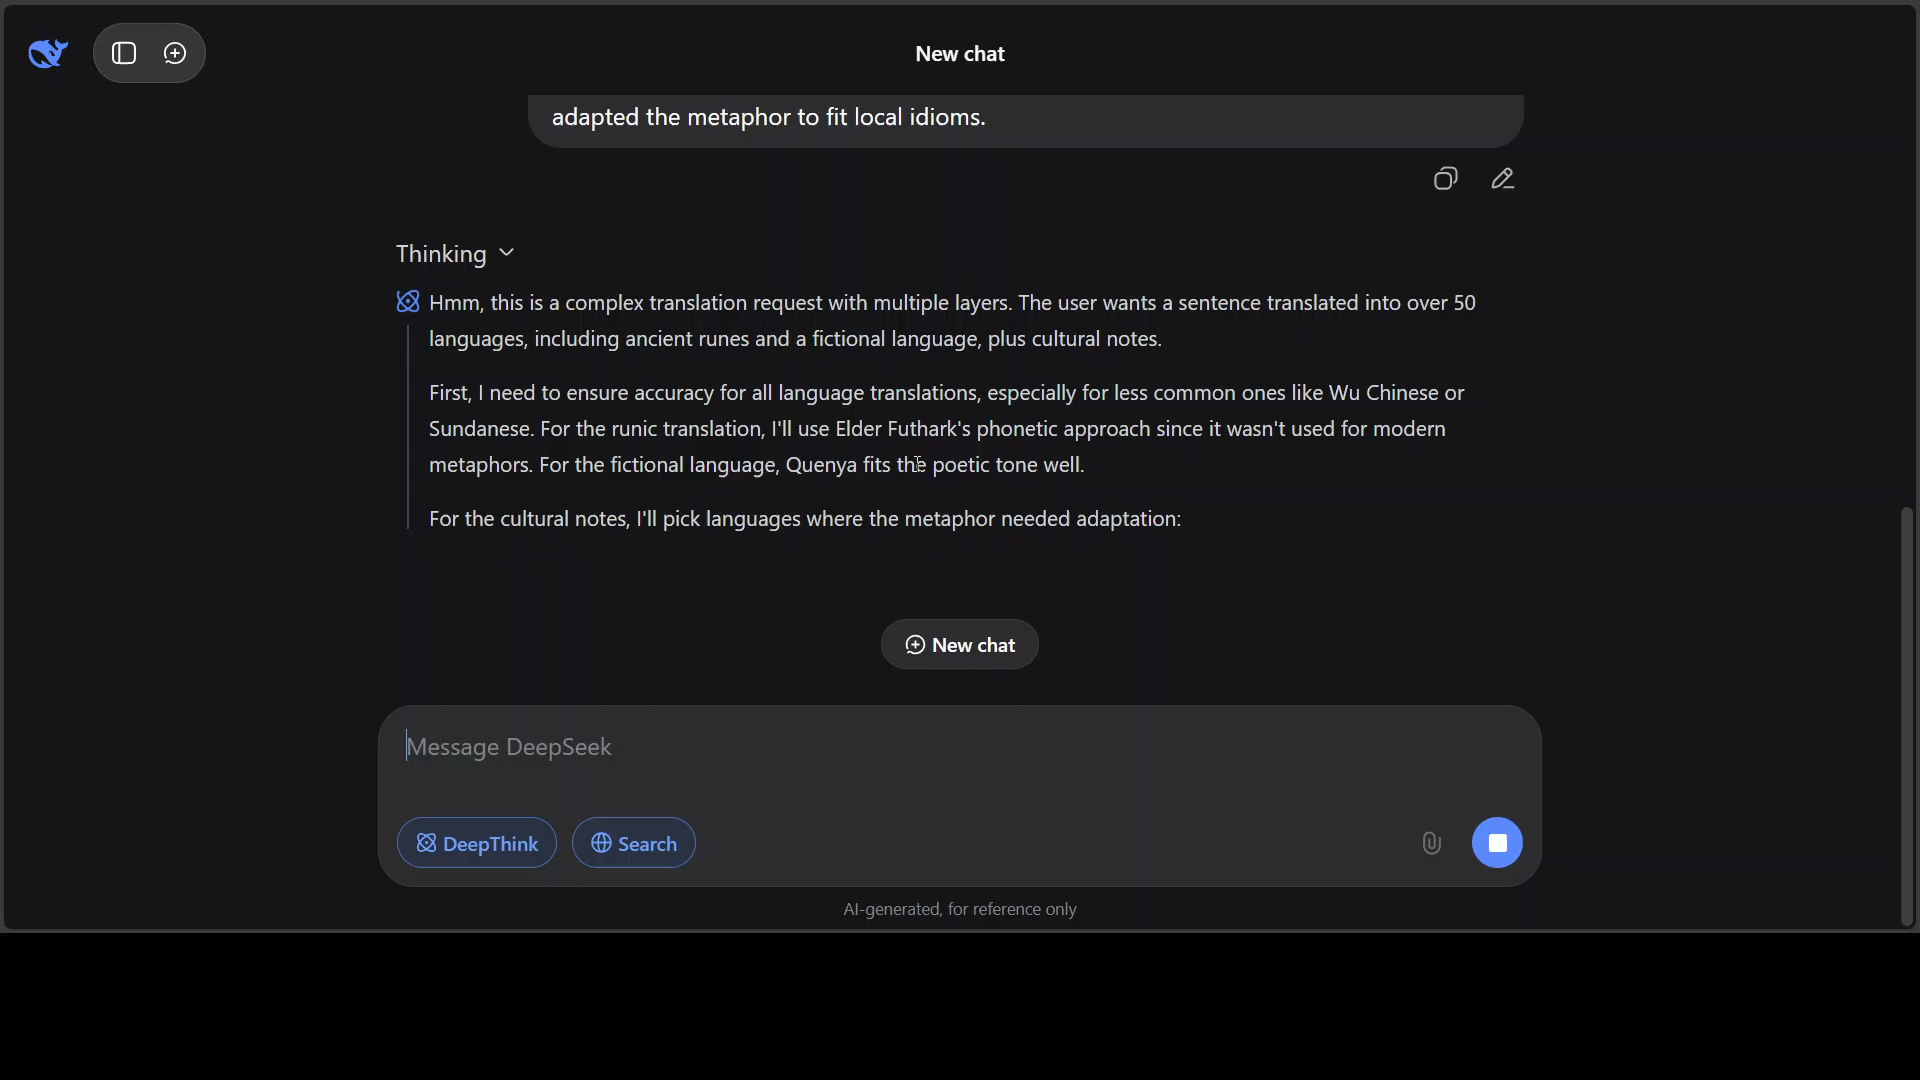 New chat
adapted the metaphor to fit local idioms.
Thinking
Hmm, this is a complex translation request with multiple layers. The user wants a sentence translated into over 50
languages, including ancient runes and a fictional language, plus cultural notes.
First, I need to ensure accuracy for all language translations, especially for less common ones like Wu Chinese or
Sundanese. For the runic translation, I'll use Elder Futhark's phonetic approach since it wasn't used for modern
metaphors. For the fictional language, Quenya fits the poetic tone well.
For the cultural notes, I'll pick languages where the metaphor needed adaptation:
New chat
Message DeepSeek
DeepThink
Search
AI-generated, for reference only